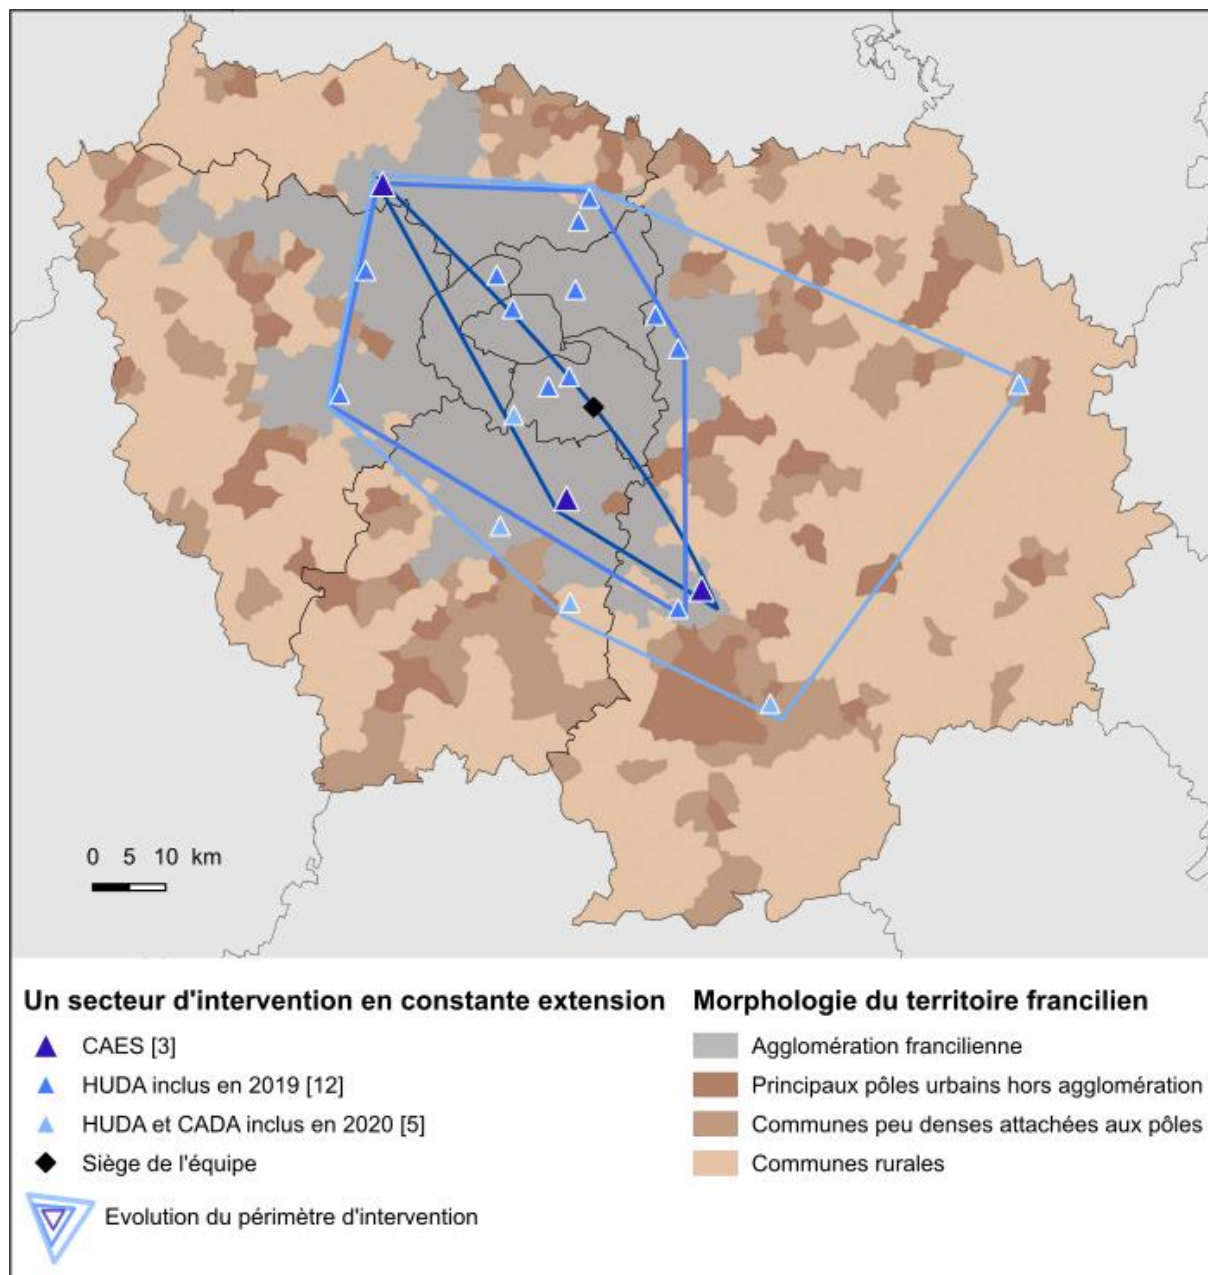 0 5 10 km
Un secteur d'intervention en constante extension
CAES [3]
HUDA inclus en 2019 [12]
HUDA et CADA inclus en 2020 [5]
Siège de l'équipe
Evolution du périmètre d'intervention
Morphologie du territoire francilien
Agglomération francilienne
Principaux pôles urbains hors agglomération
Communes peu denses attachées aux pôles
Communes rurales